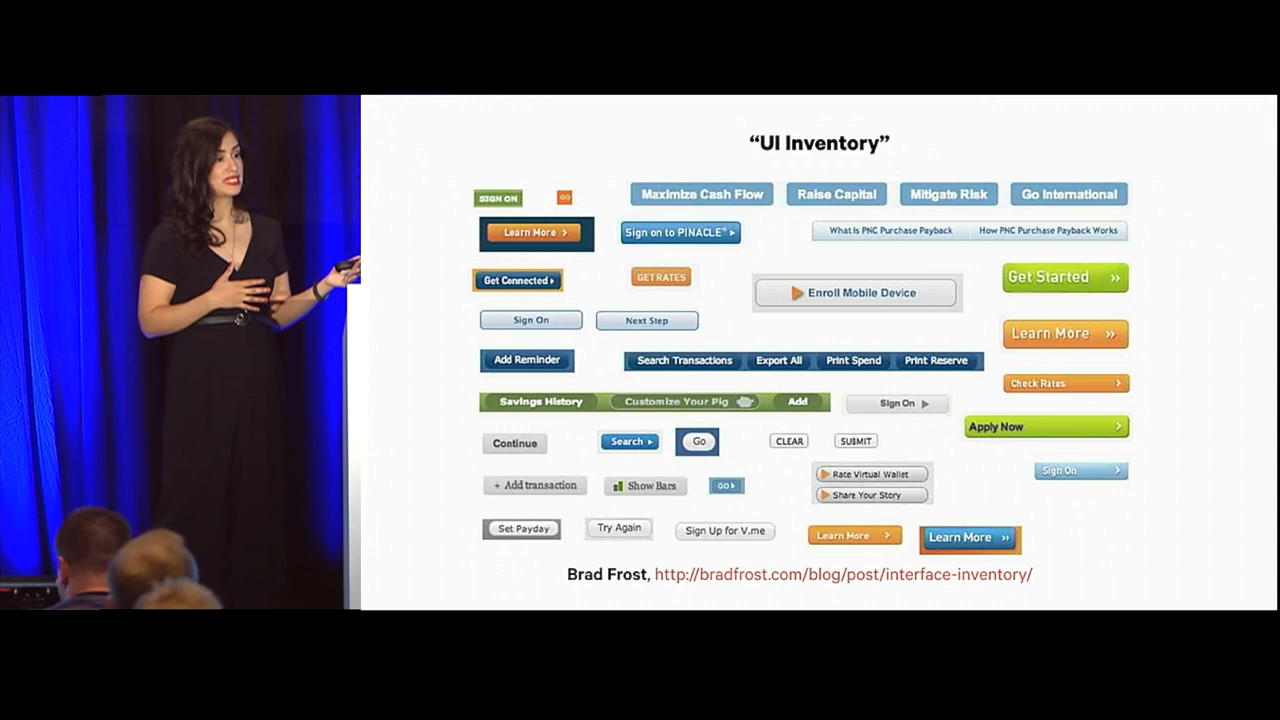 “UI Inventory”
SIGN ON GO Maximize Cash Flow Raise Capital Mitigate Risk Go International
Learn More Sign on to PINACLE® What Is PNC Purchase Payback How PNC Purchase Payback Works
Get Connected GET RATES Enroll Mobile Device Get Started
Sign On Next Step Learn More
Add Reminder Search Transactions Export All Print Spend Print Reserve
Check Rates
Savings History Customize Your Pig Add Sign On
Apply Now
Continue Search Go CLEAR SUBMIT
Sign On
Rate Virtual Wallet
+ Add transaction Show Bars GO
Share Your Story
Set Payday Try Again Sign Up for V.me Learn More Learn More
Brad Frost, http://bradfrost.com/blog/post/interface-inventory/